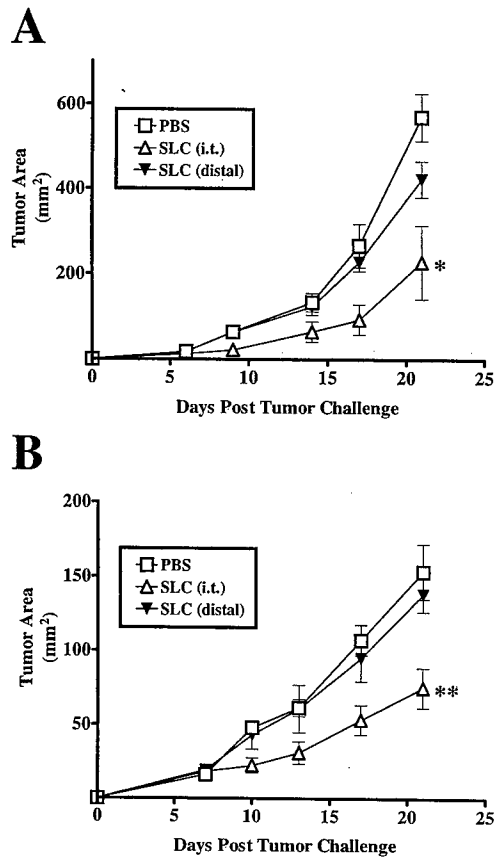 A
Tumor Area
(mm²)
600
400
200
PBS
SLC (i.t.)
SLC (distal)
*
0
5
10
15
20
25
Days Post Tumor Challenge
B
Tumor Area
(mm²)
200
150
100
50
PBS
SLC (i.t.)
SLC (distal)
**
0
5
10
15
20
25
Days Post Tumor Challenge